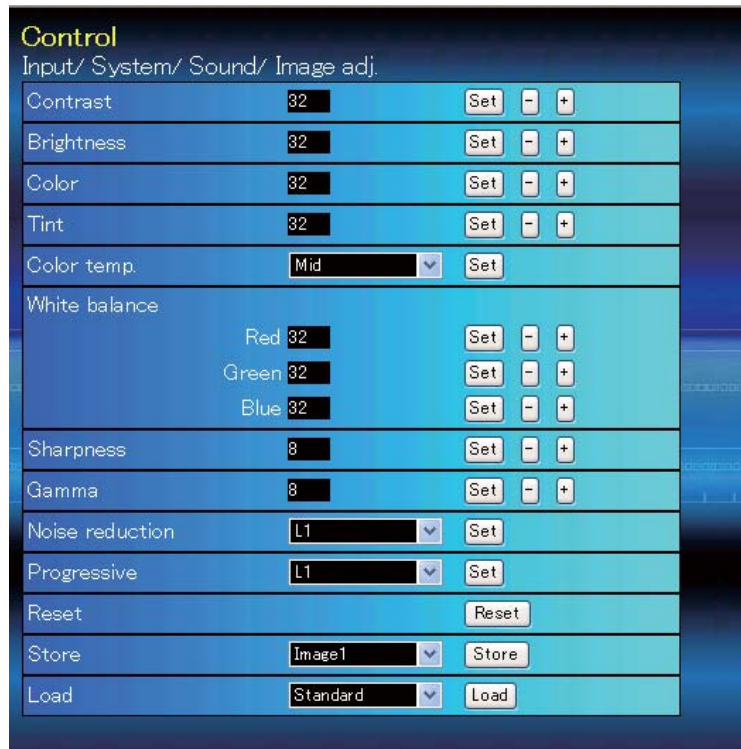 Control
Input/ System/ Sound/ Image adj.
Contrast 32 Set - +
Brightness 32 Set - +
Color 32 Set - +
Tint 32 Set - +
Color temp. Mid Set
White balance
Red 32 Set - +
Green 32 Set - +
Blue 32 Set - +
Sharpness 8 Set - +
Gamma 8 Set - +
Noise reduction L1 Set
Progressive L1 Set
Reset Reset
Store Image1 Store
Load Standard Load